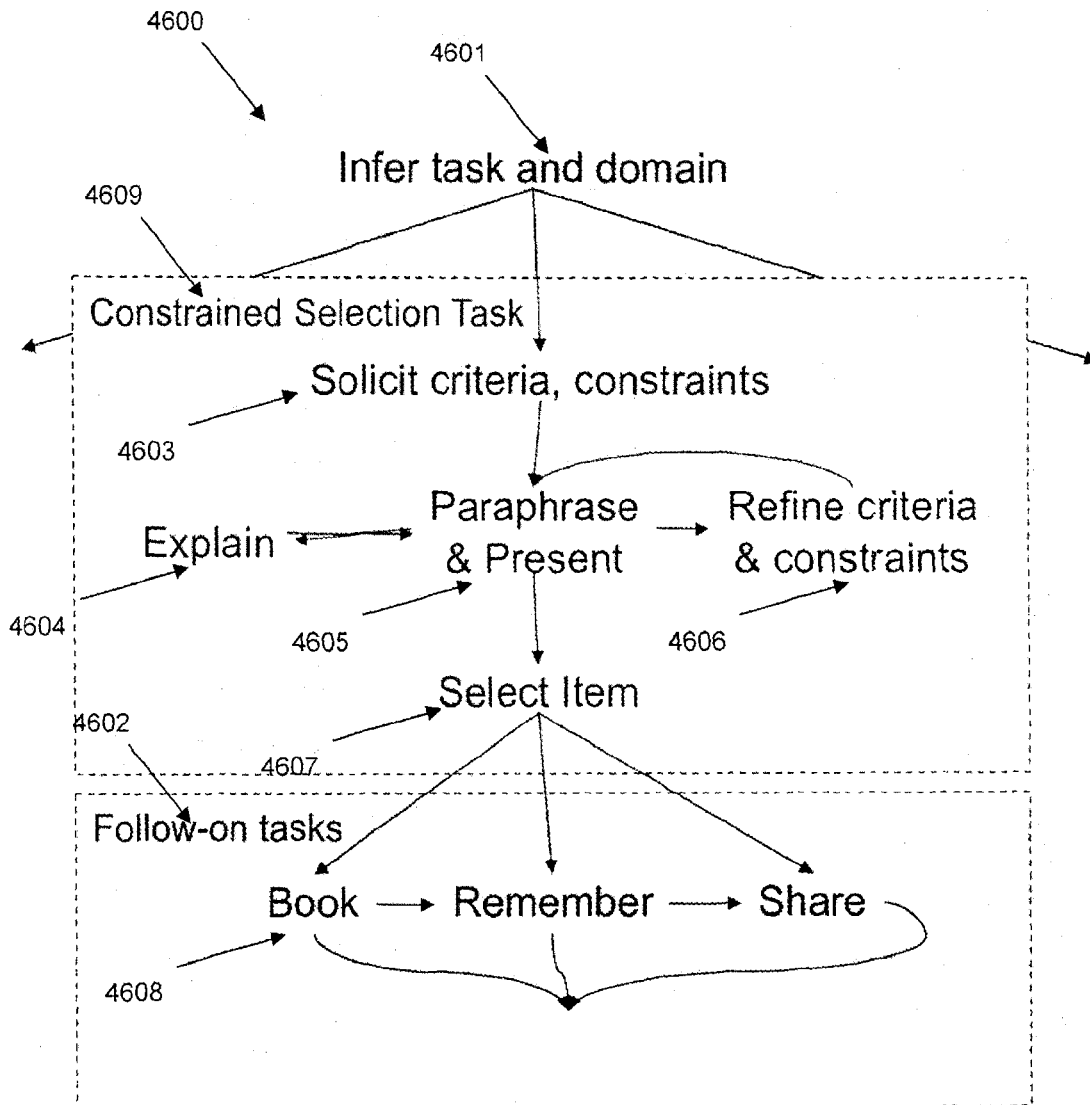 4600
4601
Infer task and domain
4609
Constrained Selection Task
Solicit criteria, constraints
4603
Paraphrase
& Present
Refine criteria
& constraints
Explain
4604
4605
4606
Select Item
4602
4607
Follow-on tasks
Book
Remember
Share
4608